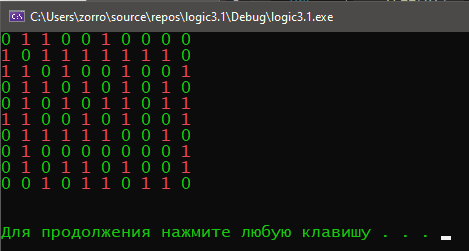 C:\Users\zorro\source\repos\logic3.1\Debug\logic3.1.exe
0 1 1 0 0 1 0 0 0 0
1 0 1 1 1 1 1 1 1 0
1 1 0 1 0 0 1 0 0 1
0 1 1 0 1 0 1 0 1 0
0 1 0 1 0 1 1 0 1 1
1 1 0 0 1 0 1 0 0 1
0 1 1 1 1 1 0 0 1 0
0 1 0 0 0 0 0 0 0 1
0 1 0 1 1 0 1 0 0 1
0 0 1 0 1 1 0 1 1 0
Для продолжения нажмите любую клавишу . . .